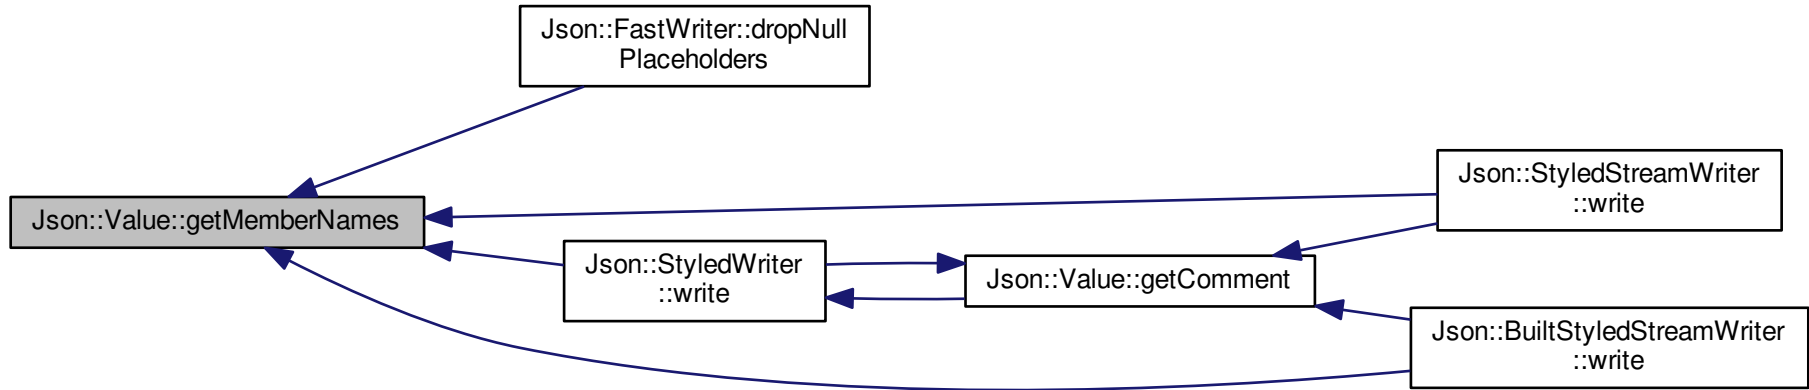 Json::FastWriter::dropNull
Placeholders
Json::StyledStreamWriter
::write
Json::Value::getMemberNames
Json::StyledWriter
::write
Json::Value::getComment
Json::BuiltStyledStreamWriter
::write